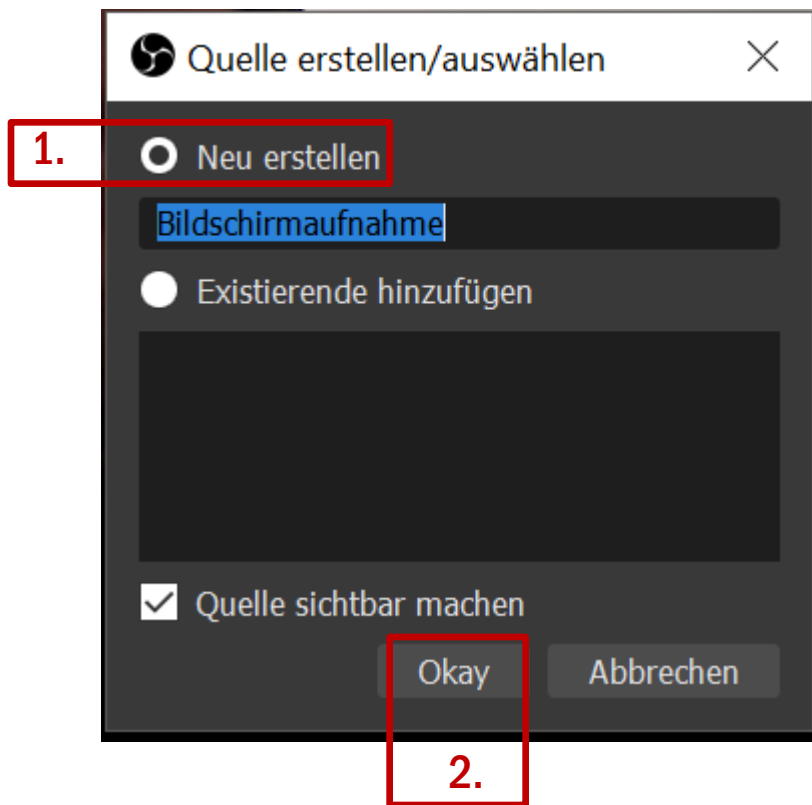 Quelle erstellen/auswählen
1. Neu erstellen
Bildschirmaufnahme
Existierende hinzufügen
Quelle sichtbar machen
Okay Abbrechen
2.